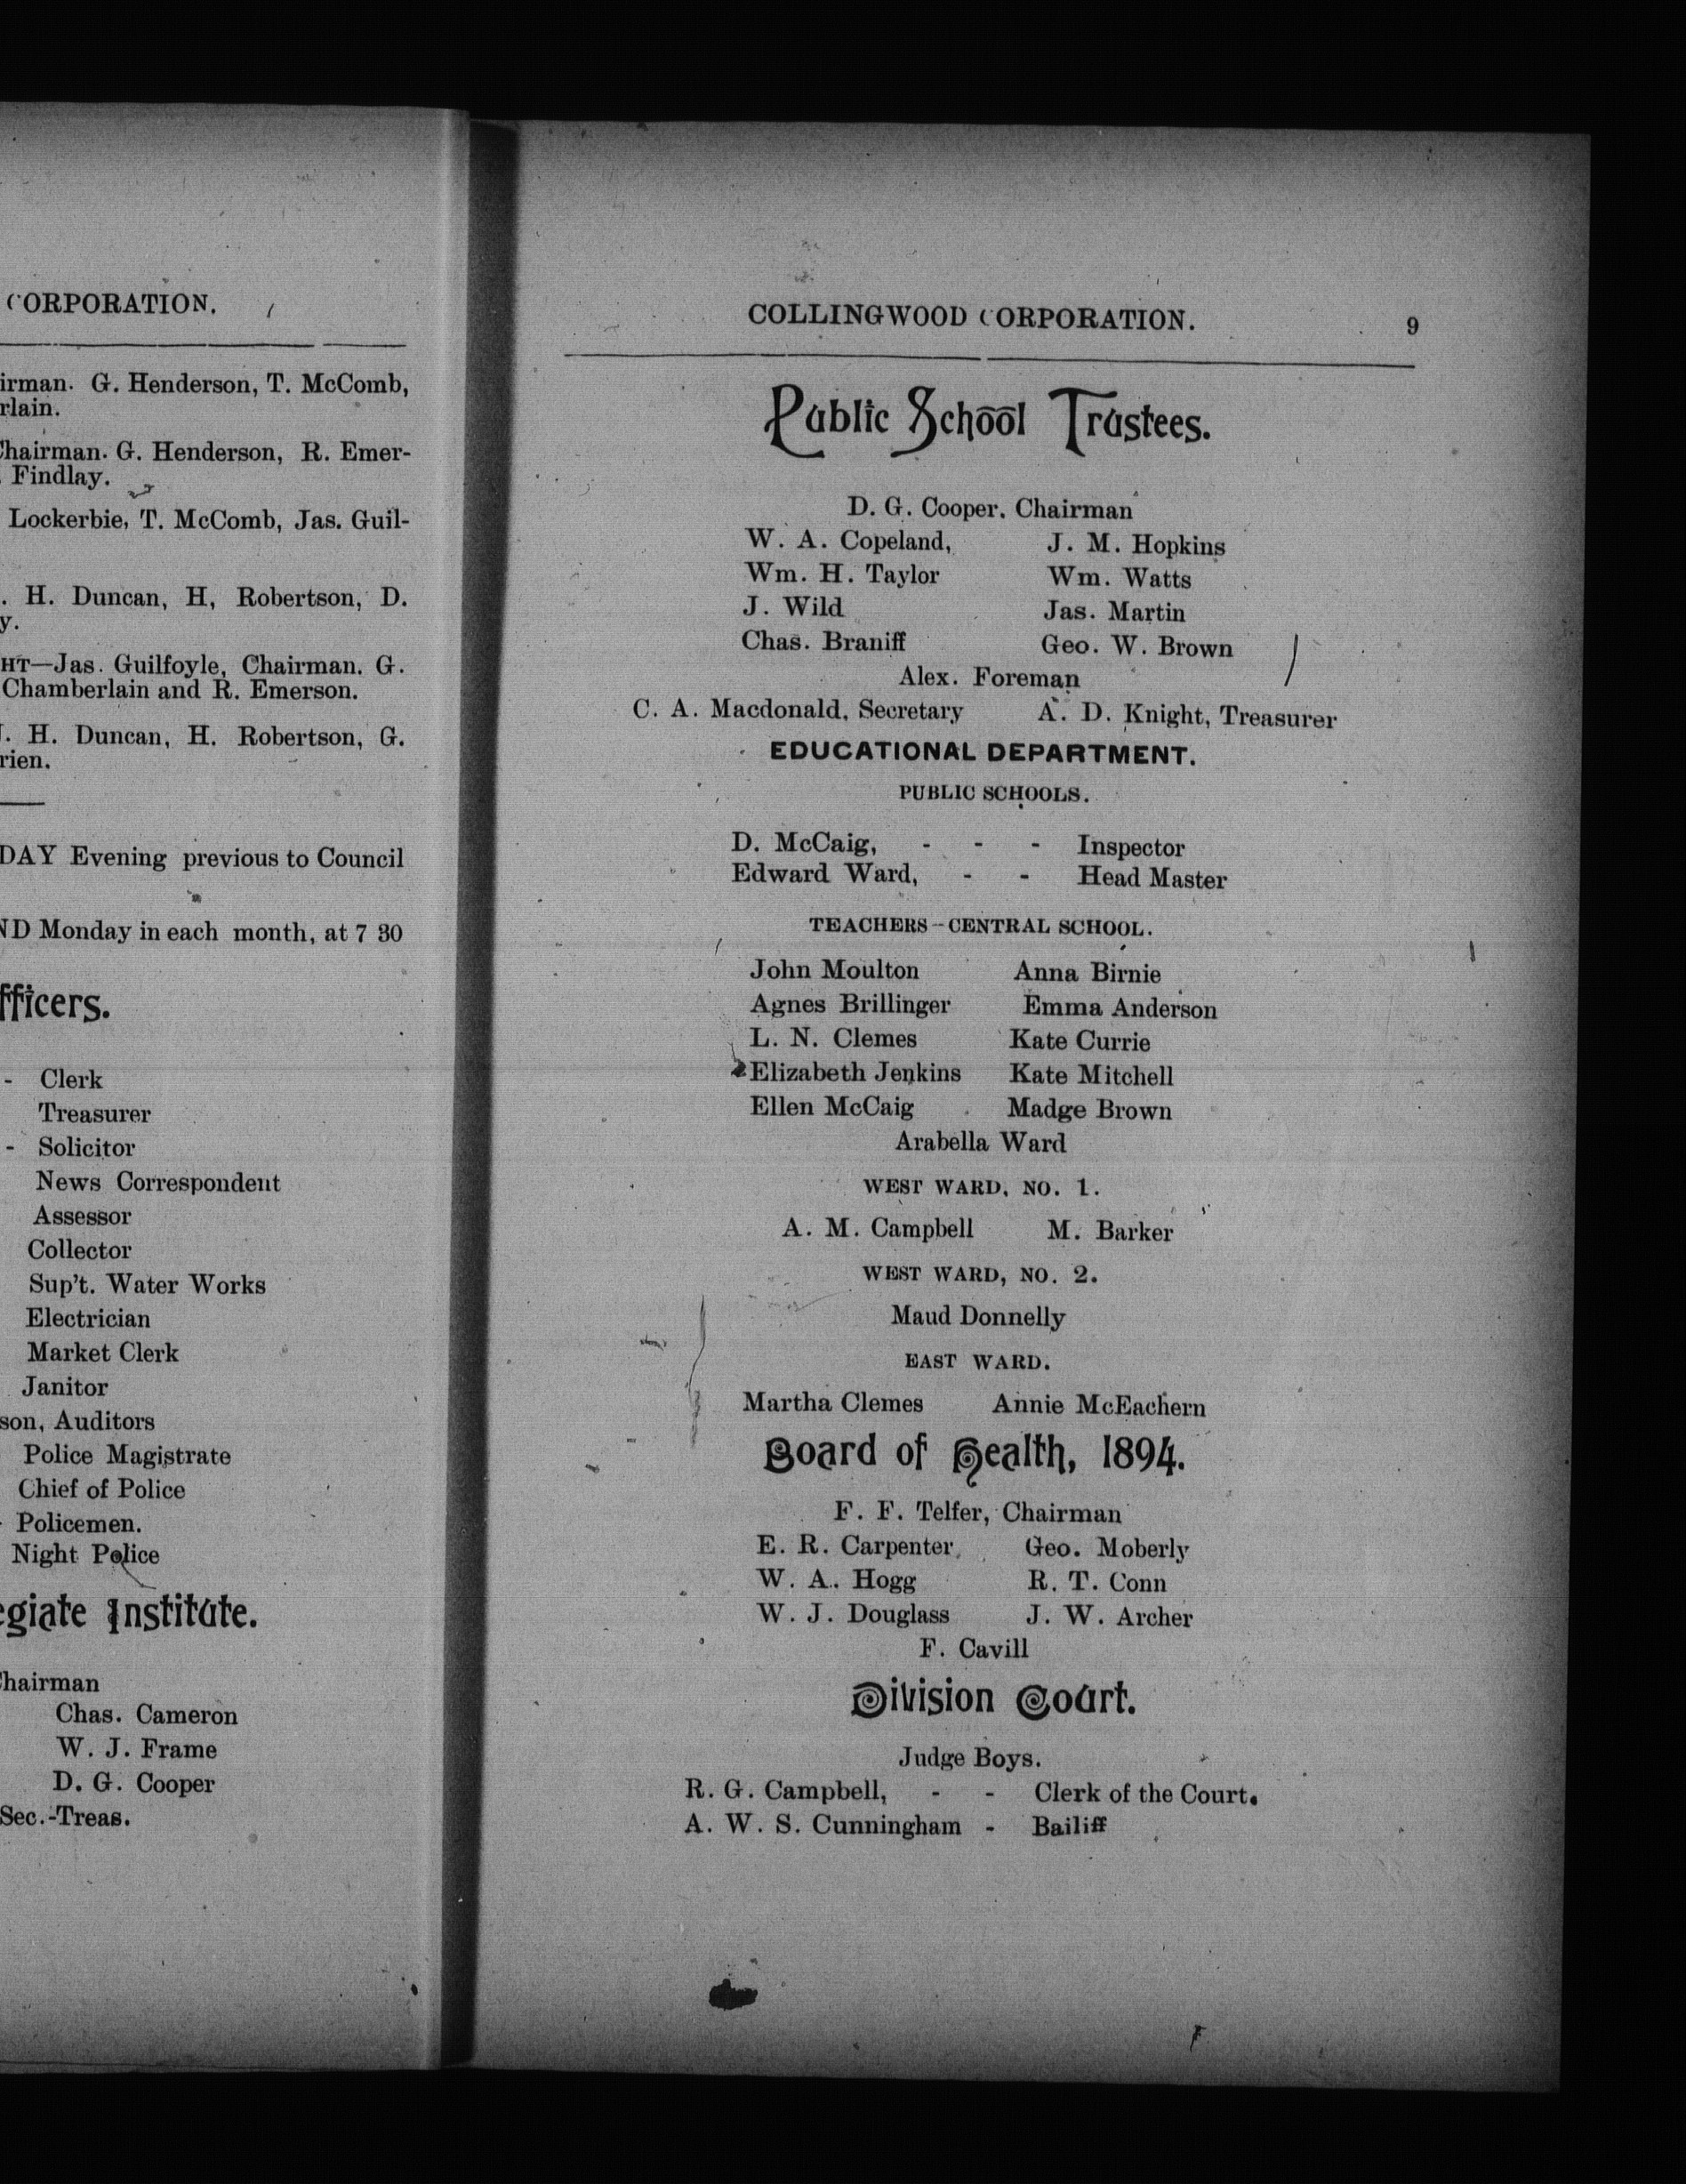 CORPORATION.
irman. G. Henderson, T. McComb,
rlain.
Chairman. G. Henderson, R. Emer-
Findlay.
Lockerbie, T. McComb, Jas. Guil-
. H. Duncan, H, Robertson, D.
y.
HT—Jas. Guilfoyle, Chairman. G.
Chamberlain and R. Emerson.
J. H. Duncan, H. Robertson, G.
rien.
DAY Evening previous to Council
ND Monday in each month, at 7 30
fficers.
- Clerk
Treasurer
- Solicitor
News Correspondent
Assessor
Collector
Sup't. Water Works
Electrician
Market Clerk
Janitor
son, Auditors
Police Magistrate
Chief of Police
Policemen.
Night Police
egiate Institute.
Chairman
Chas. Cameron
W. J. Frame
D. G. Cooper
Sec.-Treas.
COLLINGWOOD CORPORATION. 9
Public School Trustees.
D. G. Cooper. Chairman
W. A. Copeland, J. M. Hopkins
Wm. H. Taylor Wm. Watts
J. Wild Jas. Martin
Chas. Braniff Geo. W. Brown
Alex. Foreman
C. A. Macdonald, Secretary A. D. Knight, Treasurer
EDUCATIONAL DEPARTMENT.
PUBLIC SCHOOLS.
D. McCaig, - - - Inspector
Edward Ward, - - Head Master
TEACHERS--CENTRAL SCHOOL.
John Moulton Anna Birnie
Agnes Brillinger Emma Anderson
L. N. Clemes Kate Currie
Elizabeth Jenkins Kate Mitchell
Ellen McCaig Madge Brown
Arabella Ward
WEST WARD, NO. 1.
A. M. Campbell M. Barker
WEST WARD, NO. 2.
Maud Donnelly
EAST WARD.
Martha Clemes Annie McEachern
Board of Health, 1894.
F. F. Telfer, Chairman
E. R. Carpenter Geo. Moberly
W. A. Hogg R. T. Conn
W. J. Douglass J. W. Archer
F. Cavill
Division Court.
Judge Boys.
R. G. Campbell, - - Clerk of the Court.
A. W. S. Cunningham - Bailiff